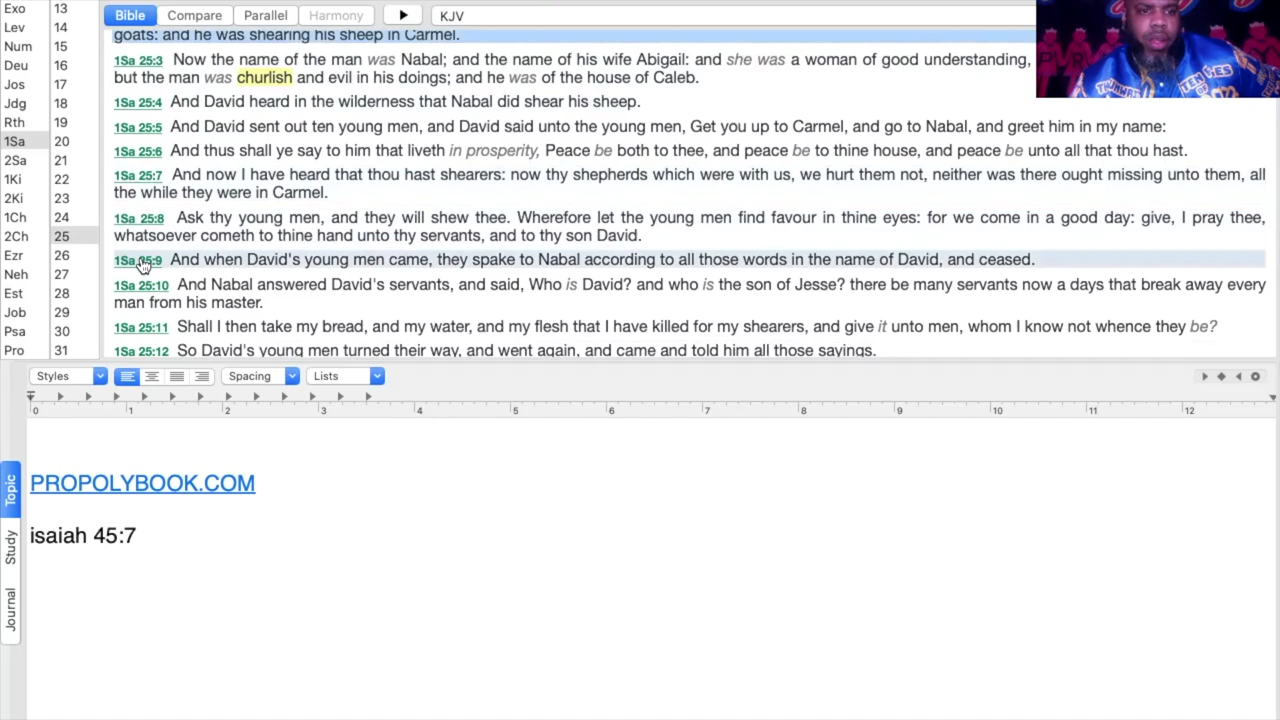 Exo 13
Lev 14
Num 15
Deu 16
Jos 17
Jdg 18
Rth 19
1Sa 20
2Sa 21
1Ki 22
2Ki 23
1Ch 24
2Ch 25
Ezr 26
Neh 27
Est 28
Job 29
Psa 30
Pro 31
Bible Compare Parallel Harmony KJV
goats: and he was shearing his sheep in Carmel.
1Sa 25:3 Now the name of the man was Nabal; and the name of his wife Abigail: and she was a woman of good understanding,
but the man was churlish and evil in his doings; and he was of the house of Caleb.
1Sa 25:4 And David heard in the wilderness that Nabal did shear his sheep.
1Sa 25:5 And David sent out ten young men, and David said unto the young men, Get you up to Carmel, and go to Nabal, and greet him in my name:
1Sa 25:6 And thus shall ye say to him that liveth in prosperity, Peace be both to thee, and peace be to thine house, and peace be unto all that thou hast.
1Sa 25:7 And now I have heard that thou hast shearers: now thy shepherds which were with us, we hurt them not, neither was there ought missing unto them, all
the while they were in Carmel.
1Sa 25:8 Ask thy young men, and they will shew thee. Wherefore let the young men find favour in thine eyes: for we come in a good day: give, I pray thee,
whatsoever cometh to thine hand unto thy servants, and to thy son David.
1Sa 25:9 And when David's young men came, they spake to Nabal according to all those words in the name of David, and ceased.
1Sa 25:10 And Nabal answered David's servants, and said, Who is David? and who is the son of Jesse? there be many servants now a days that break away every
man from his master.
1Sa 25:11 Shall I then take my bread, and my water, and my flesh that I have killed for my shearers, and give it unto men, whom I know not whence they be?
1Sa 25:12 So David's young men turned their way, and went again, and came and told him all those sayings.
Styles Spacing Lists
0 1 2 3 4 5 6 7 8 9 10 11 12
Topic
Study
Journal
PROPOLYBOOK.COM
isaiah 45:7